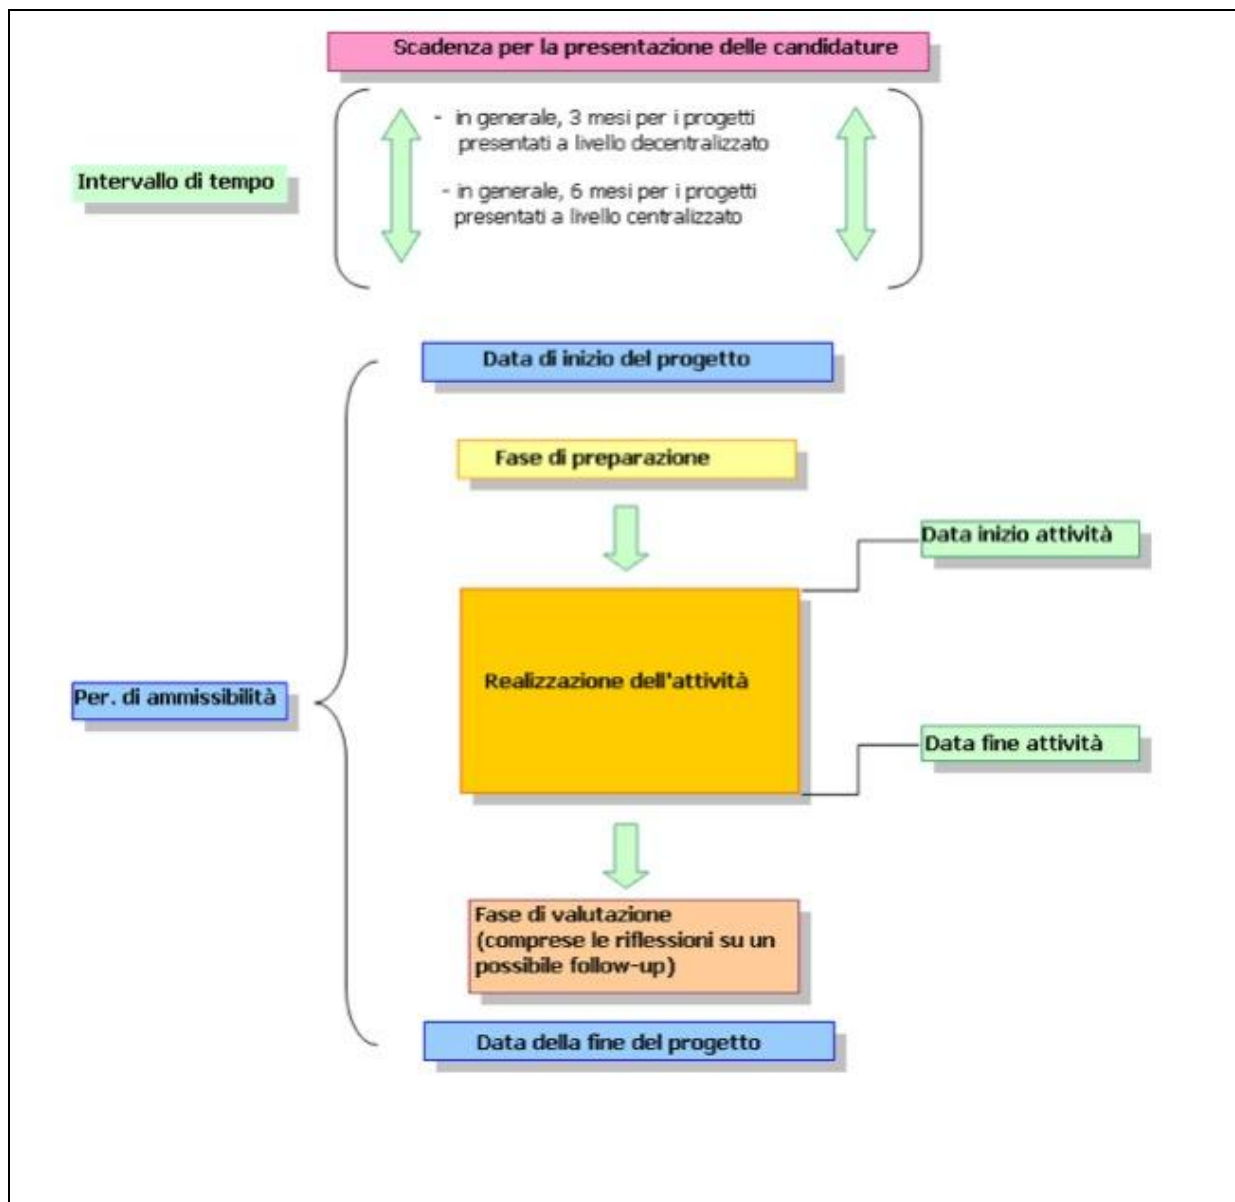 Scadenza per la presentazione delle candidature
- in generale, 3 mesi per i progetti
presentati a livello decentralizzato
Intervallo di tempo
- in generale, 6 mesi per i progetti
presentati a livello centralizzato
Data di inizio del progetto
Fase di preparazione
Data inizio attività
Realizzazione dell'attività
Per. di ammissibilità
Data fine attività
Fase di valutazione
(comprese le riflessioni su un
possibile follow-up)
Data della fine del progetto